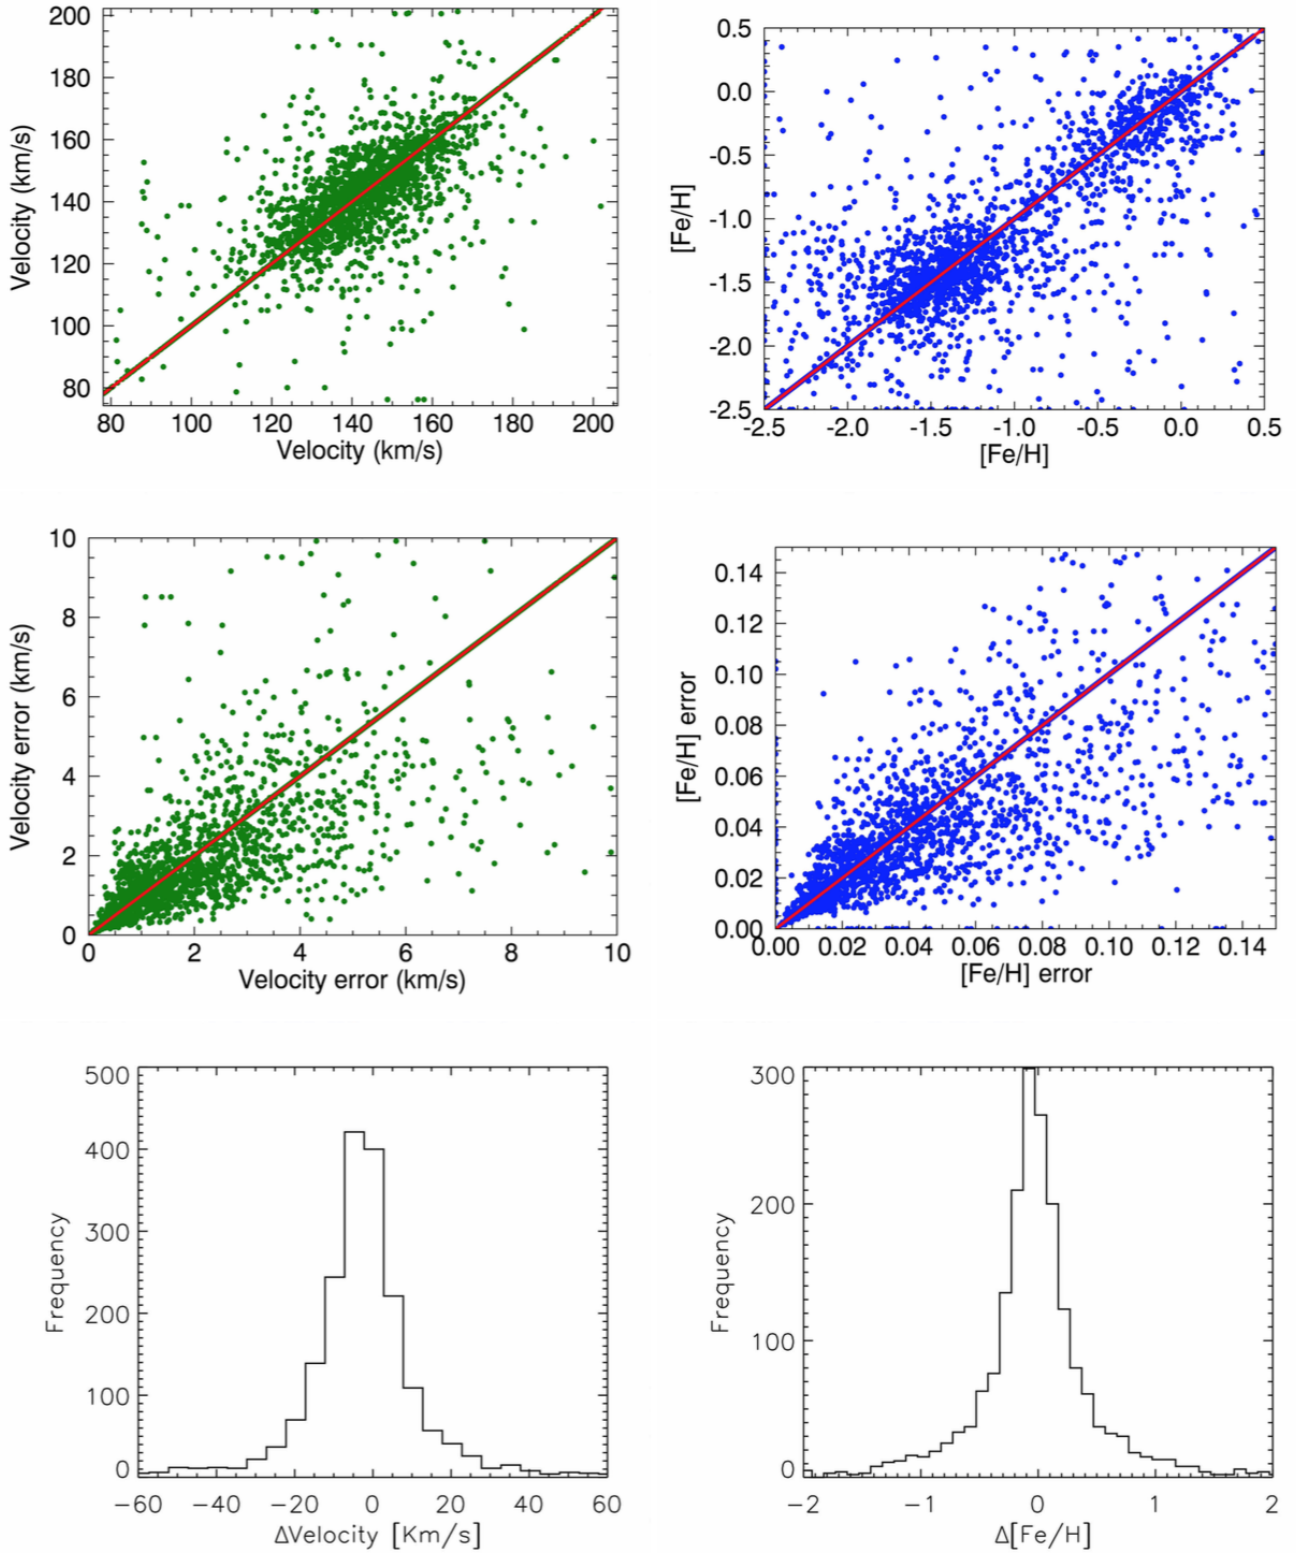 200
180
160
140
120
100
80
Velocity (km/s)
80 100 120 140 160 180 200
Velocity (km/s)
0.5
0.0
-0.5
-1.0
-1.5
-2.0
-2.5
[Fe/H]
-2.5 -2.0 -1.5 -1.0 -0.5 0.0 0.5
[Fe/H]
10
8
6
4
2
0
Velocity error (km/s)
0 2 4 6 8 10
Velocity error (km/s)
0.14
0.12
0.10
0.08
0.06
0.04
0.02
0.00
[Fe/H] error
0.00 0.02 0.04 0.06 0.08 0.10 0.12 0.14
[Fe/H] error
500
400
300
200
100
0
Frequency
−60 −40 −20 0 20 40 60
ΔVelocity [Km/s]
300
200
100
0
Frequency
−2 −1 0 1 2
Δ[Fe/H]